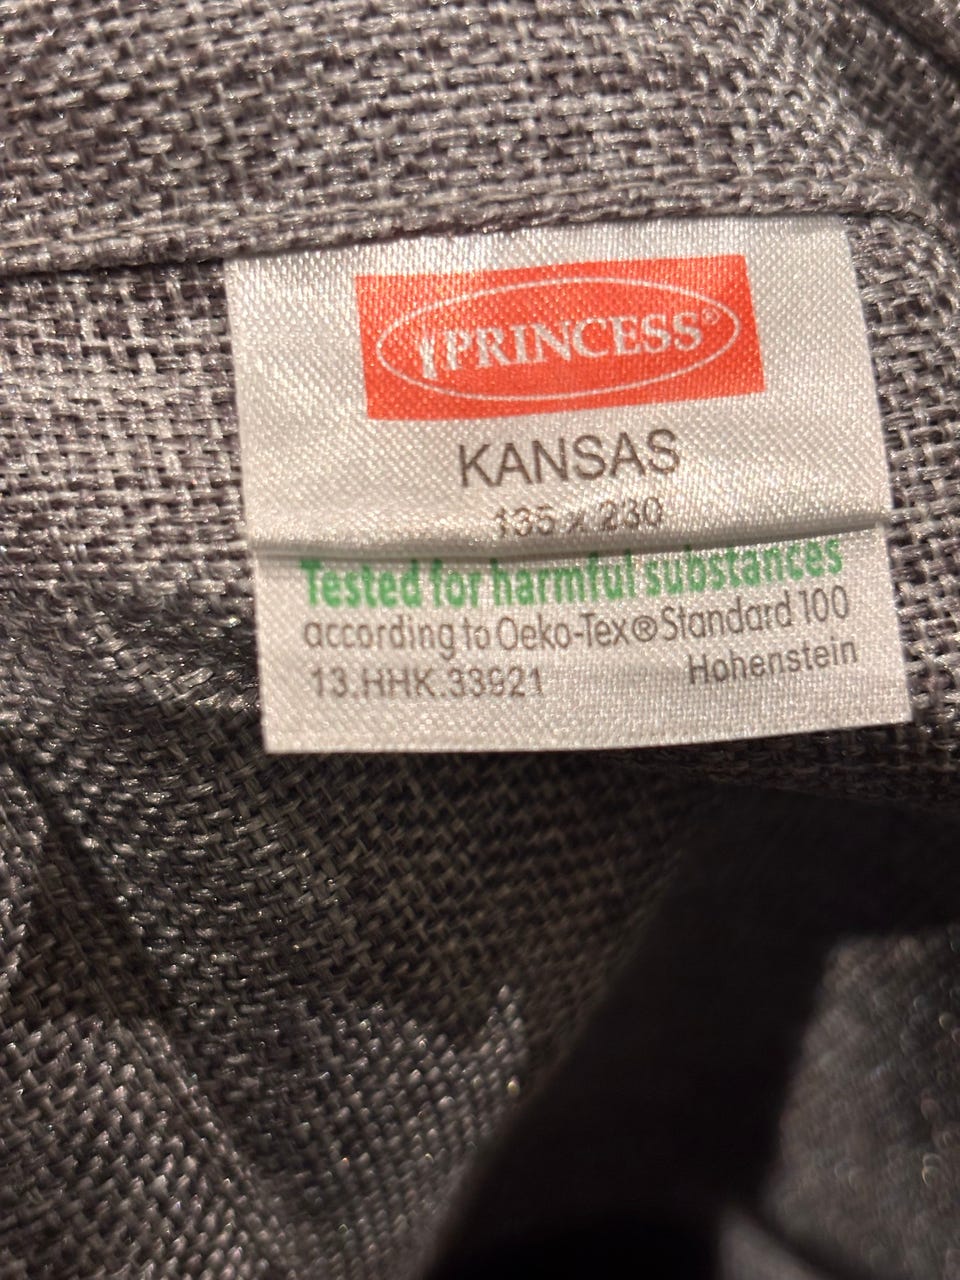 PRINCESS®
KANSAS
135 x 230
Tested for harmful substances
according to Oeko-Tex® Standard 100
13.HHK.33921 Hohenstein